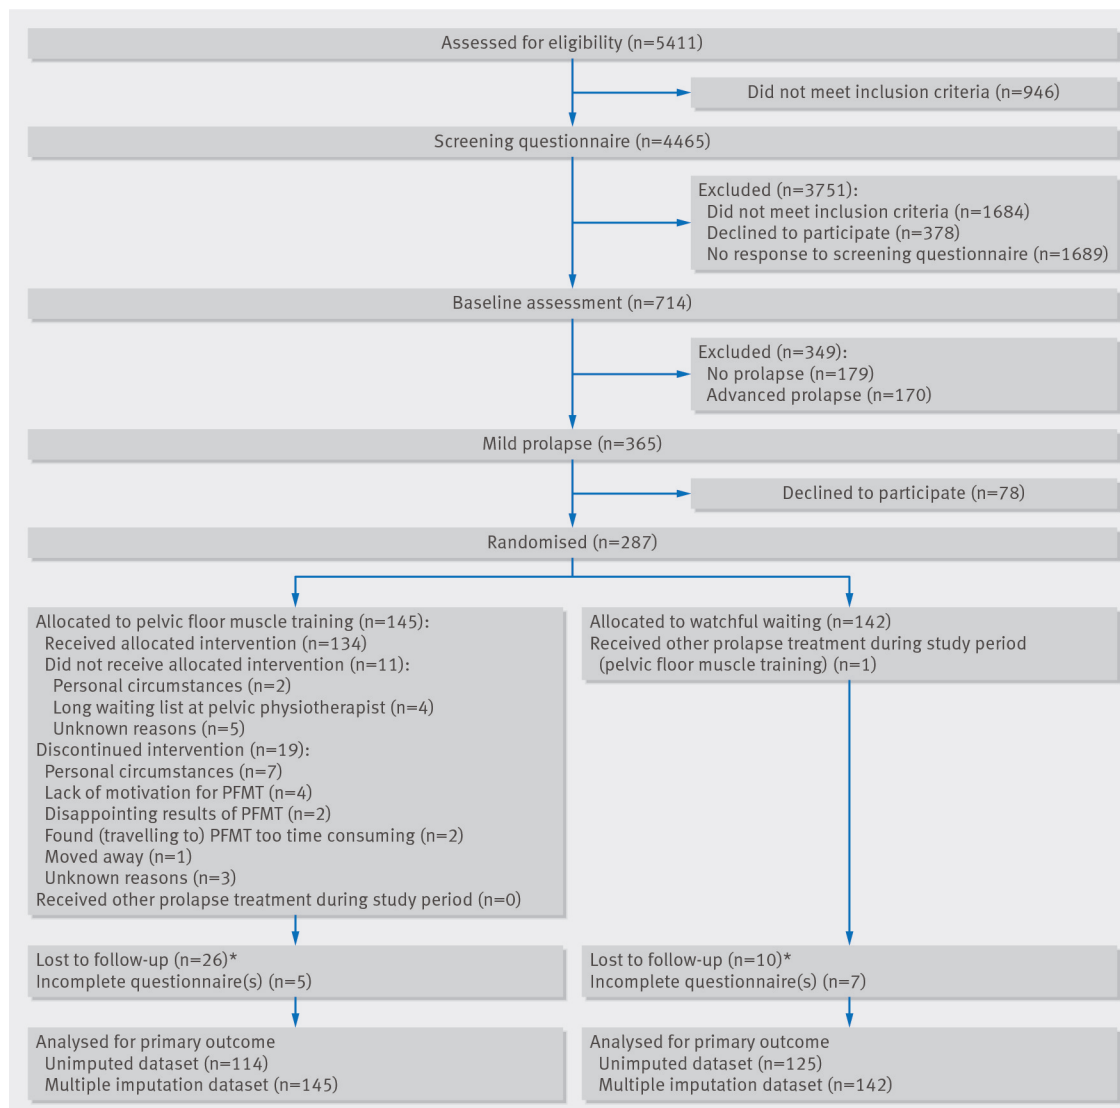 Assessed for eligibility (n=5411)
Did not meet inclusion criteria (n=946)
Screening questionnaire (n=4465)
Excluded (n=3751):
Did not meet inclusion criteria (n=1684)
Declined to participate (n=378)
No response to screening questionnaire (n=1689)
Baseline assessment (n=714)
Excluded (n=349):
No prolapse (n=179)
Advanced prolapse (n=170)
Mild prolapse (n=365)
Declined to participate (n=78)
Randomised (n=287)
Allocated to pelvic floor muscle training (n=145):
Received allocated intervention (n=134)
Did not receive allocated intervention (n=11):
Personal circumstances (n=2)
Long waiting list at pelvic physiotherapist (n=4)
Unknown reasons (n=5)
Discontinued intervention (n=19):
Personal circumstances (n=7)
Lack of motivation for PFMT (n=4)
Disappointing results of PFMT (n=2)
Found (travelling to) PFMT too time consuming (n=2)
Moved away (n=1)
Unknown reasons (n=3)
Received other prolapse treatment during study period (n=0)
Allocated to watchful waiting (n=142)
Received other prolapse treatment during study period
(pelvic floor muscle training) (n=1)
Lost to follow-up (n=26)*
Incomplete questionnaire(s) (n=5)
Lost to follow-up (n=10)*
Incomplete questionnaire(s) (n=7)
Analysed for primary outcome
Unimputed dataset (n=114)
Multiple imputation dataset (n=145)
Analysed for primary outcome
Unimputed dataset (n=125)
Multiple imputation dataset (n=142)